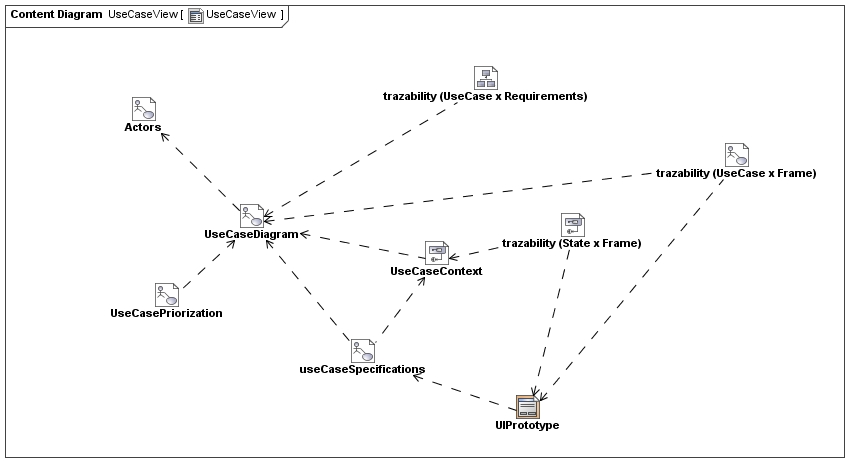 Content Diagram UseCaseView [ UseCaseView ]
trazability (UseCase x Requirements)
Actors
trazability (UseCase x Frame)
UseCaseDiagram
trazability (State x Frame)
UseCaseContext
UseCasePriorization
useCaseSpecifications
UIPrototype